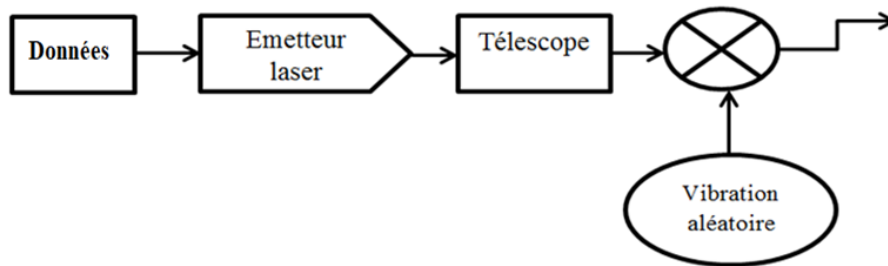 Données
Emetteur
laser
Télescope
Vibration
aléatoire